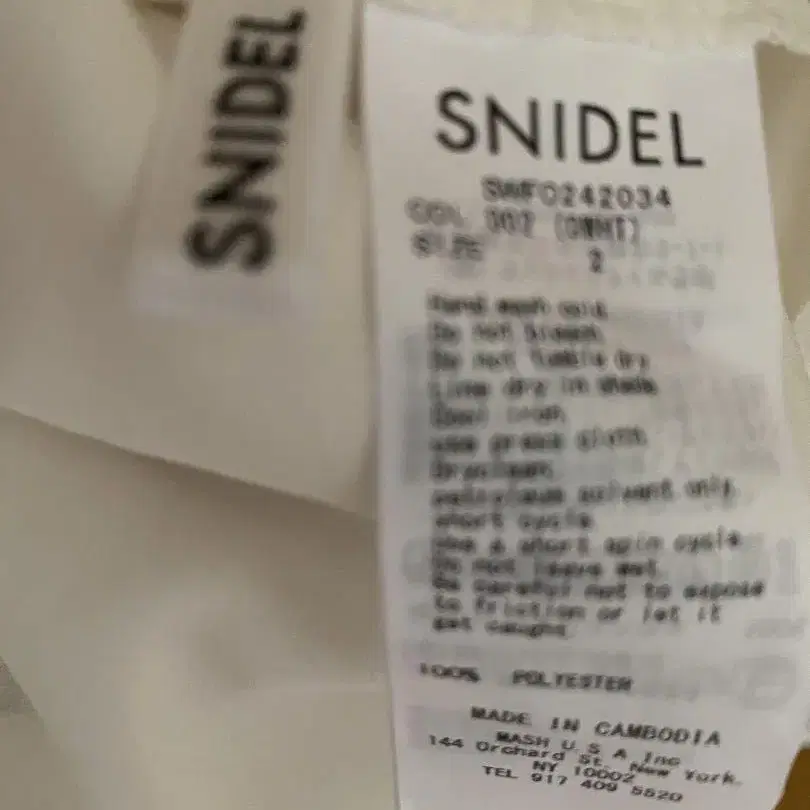 SNIDEL
SNIDEL
SWFO242034
COL 002 (OWHT)
SIZE 2
Hand wash cold.
Do not bleach.
Do not tumble dry
Line dry in shade.
Cool iron.
use press cloth
Dryclean.
petroleum solvent only.
short cycle.
Use a short spin cycle.
Do not leave wet.
Be careful not to expose
to friction or let it
get caught.
100% POLYESTER
MADE IN CAMBODIA
MASH U S A Inc
144 Orchard St. New York.
NY 10002
TEL 917 409 5520